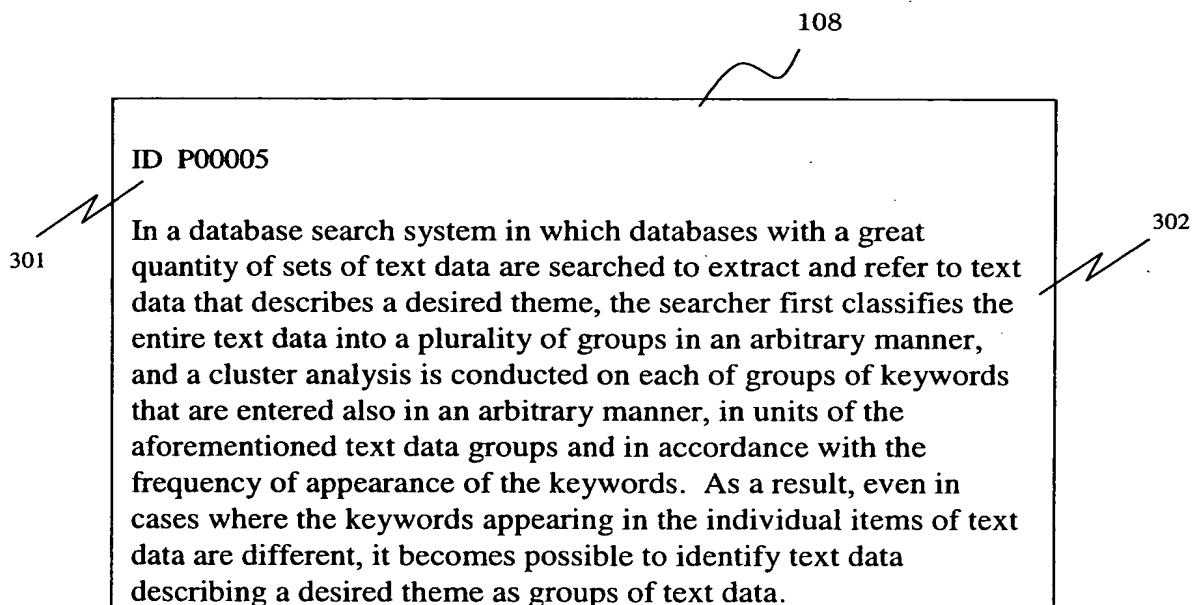 108
ID P00005
In a database search system in which databases with a great
quantity of sets of text data are searched to extract and refer to text
data that describes a desired theme, the searcher first classifies the
entire text data into a plurality of groups in an arbitrary manner,
and a cluster analysis is conducted on each of groups of keywords
that are entered also in an arbitrary manner, in units of the
aforementioned text data groups and in accordance with the
frequency of appearance of the keywords. As a result, even in
cases where the keywords appearing in the individual items of text
data are different, it becomes possible to identify text data
describing a desired theme as groups of text data.
301
302